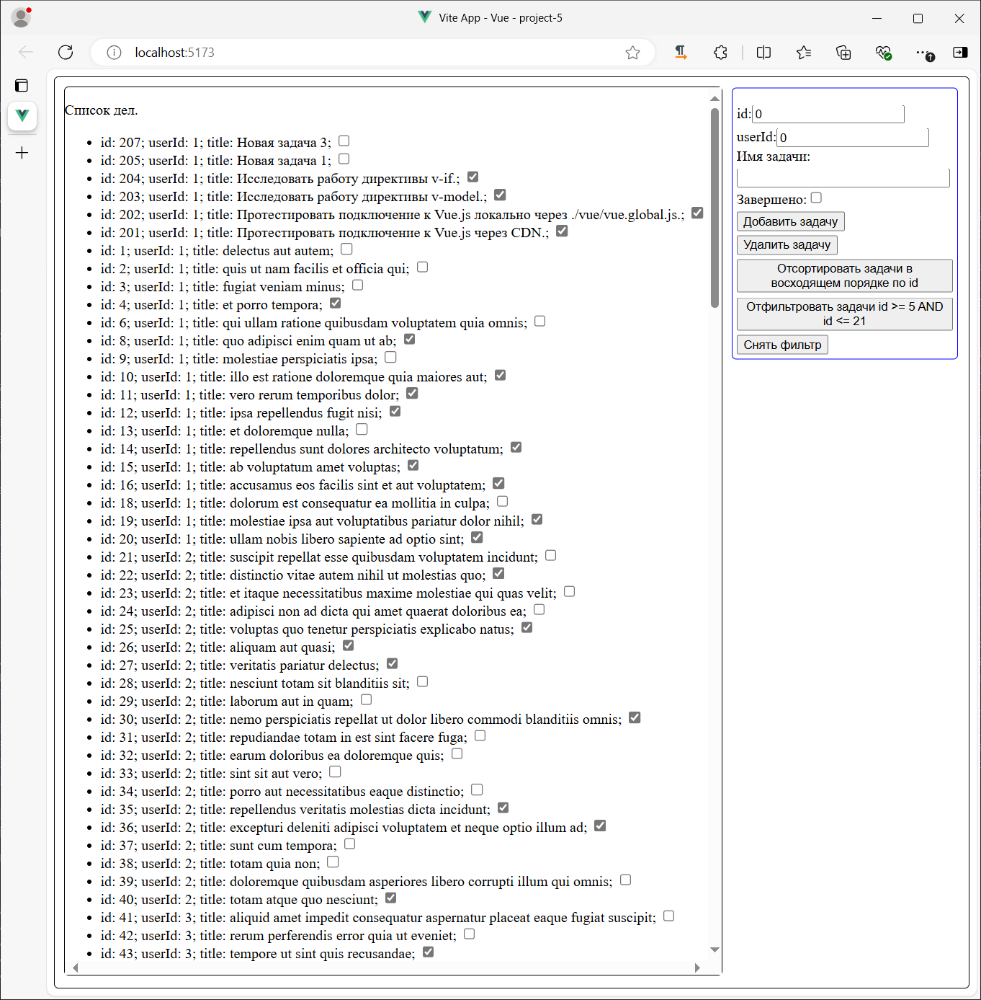 Vite App - Vue - project-5
localhost:5173
Список дел.
id: 207; userId: 1; title: Новая задача 3;
id: 205; userId: 1; title: Новая задача 1;
id: 204; userId: 1; title: Исследовать работу директивы v-if.;
id: 203; userId: 1; title: Исследовать работу директивы v-model.;
id: 202; userId: 1; title: Протестировать подключение к Vue.js локально через ./vue/vue.global.js.;
id: 201; userId: 1; title: Протестировать подключение к Vue.js через CDN.;
id: 1; userId: 1; title: delectus aut autem;
id: 2; userId: 1; title: quis ut nam facilis et officia qui;
id: 3; userId: 1; title: fugiat veniam minus;
id: 4; userId: 1; title: et porro tempora;
id: 6; userId: 1; title: qui ullam ratione quibusdam voluptatem quia omnis;
id: 8; userId: 1; title: quo adipisci enim quam ut ab;
id: 9; userId: 1; title: molestiae perspiciatis ipsa;
id: 10; userId: 1; title: illo est ratione doloremque quia maiores aut;
id: 11; userId: 1; title: vero rerum temporibus dolor;
id: 12; userId: 1; title: ipsa repellendus fugit nisi;
id: 13; userId: 1; title: et doloremque nulla;
id: 14; userId: 1; title: repellendus sunt dolores architecto voluptatum;
id: 15; userId: 1; title: ab voluptatum amet voluptas;
id: 16; userId: 1; title: accusamus eos facilis sint et aut voluptatem;
id: 18; userId: 1; title: dolorum est consequatur ea mollitia in culpa;
id: 19; userId: 1; title: molestiae ipsa aut voluptatibus pariatur dolor nihil;
id: 20; userId: 1; title: ullam nobis libero sapiente ad optio sint;
id: 21; userId: 2; title: suscipit repellat esse quibusdam voluptatem incidunt;
id: 22; userId: 2; title: distinctio vitae autem nihil ut molestias quo;
id: 23; userId: 2; title: et itaque necessitatibus maxime molestiae qui quas velit;
id: 24; userId: 2; title: adipisci non ad dicta qui amet quaerat doloribus ea;
id: 25; userId: 2; title: voluptas quo tenetur perspiciatis explicabo natus;
id: 26; userId: 2; title: aliquam aut quasi;
id: 27; userId: 2; title: veritatis pariatur delectus;
id: 28; userId: 2; title: nesciunt totam sit blanditiis sit;
id: 29; userId: 2; title: laborum aut in quam;
id: 30; userId: 2; title: nemo perspiciatis repellat ut dolor libero commodi blanditiis omnis;
id: 31; userId: 2; title: repudiandae totam in est sint facere fuga;
id: 32; userId: 2; title: earum doloribus ea doloremque quis;
id: 33; userId: 2; title: sint sit aut vero;
id: 34; userId: 2; title: porro aut necessitatibus eaque distinctio;
id: 35; userId: 2; title: repellendus veritatis molestias dicta incidunt;
id: 36; userId: 2; title: excepturi deleniti adipisci voluptatem et neque optio illum ad;
id: 37; userId: 2; title: sunt cum tempora;
id: 38; userId: 2; title: totam quia non;
id: 39; userId: 2; title: doloremque quibusdam asperiores libero corrupti illum qui omnis;
id: 40; userId: 2; title: totam atque quo nesciunt;
id: 41; userId: 3; title: aliquid amet impedit consequatur aspernatur placeat eaque fugiat suscipit;
id: 42; userId: 3; title: rerum perferendis error quia ut eveniet;
id: 43; userId: 3; title: tempore ut sint quis recusandae;
id: 0
userId: 0
Имя задачи:
Завершено:
Добавить задачу
Удалить задачу
Отсортировать задачи в
восходящем порядке по id
Отфильтровать задачи id >= 5 AND
id <= 21
Снять фильтр